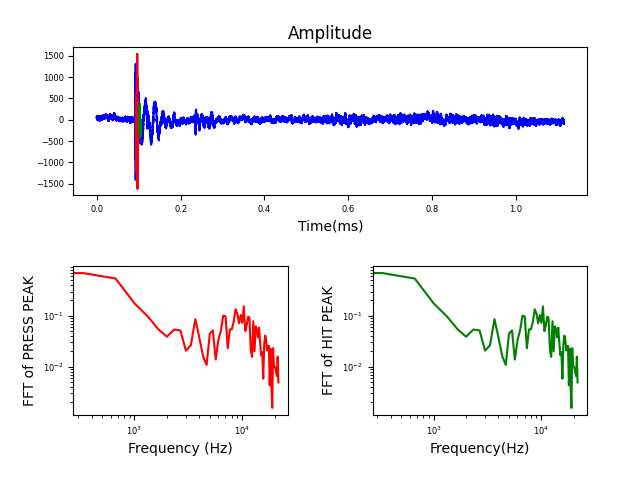 Amplitude
1500
1000
500
0
−500
−1000
−1500
0.0 0.2 0.4 0.6 0.8 1.0
Time(ms)
FFT of PRESS PEAK
10⁻¹
10⁻²
10³ 10⁴
Frequency (Hz)
FFT of HIT PEAK
10⁻¹
10⁻²
10³ 10⁴
Frequency(Hz)